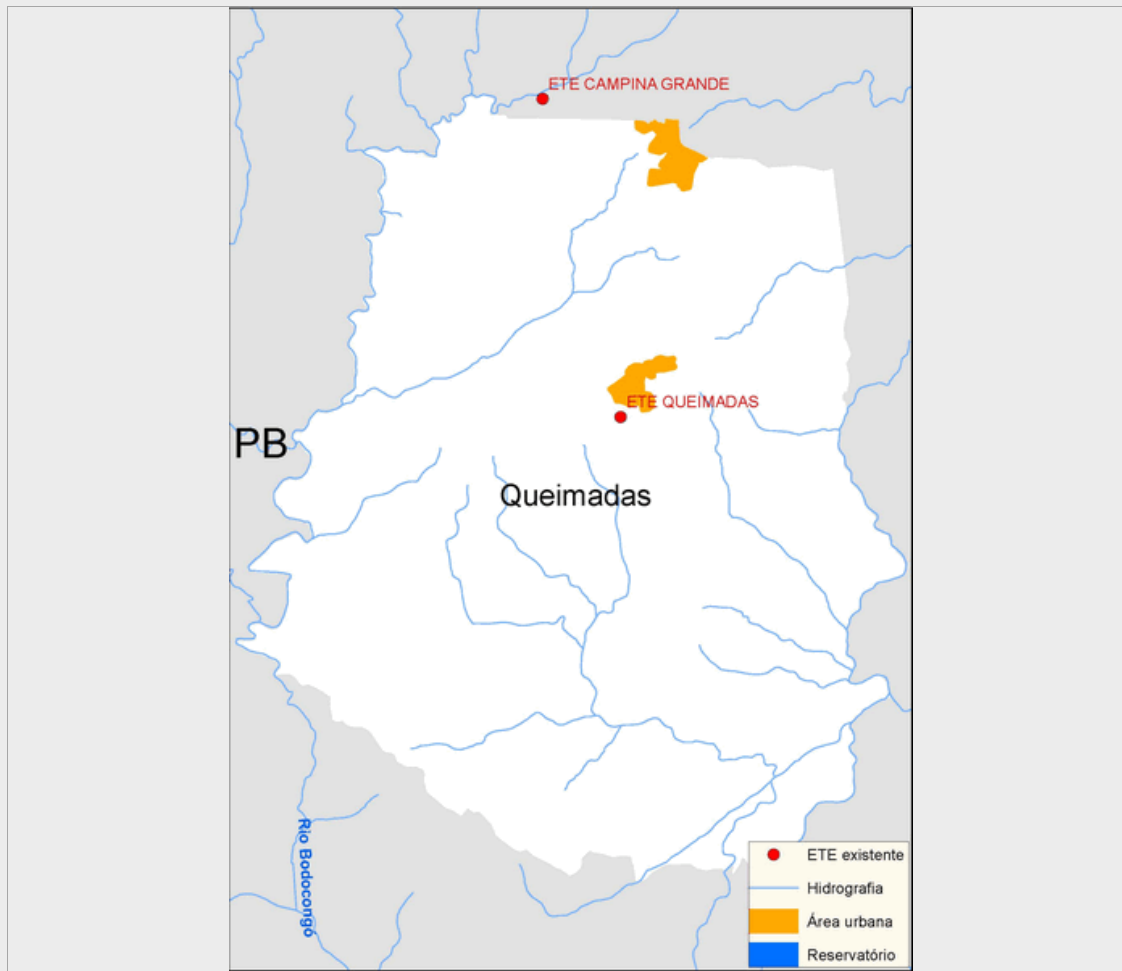 ETE CAMPINA GRANDE
ETE QUEIMADAS
PB
Queimadas
Rio Bodocongó
ETE existente
Hidrografia
Área urbana
Reservatório